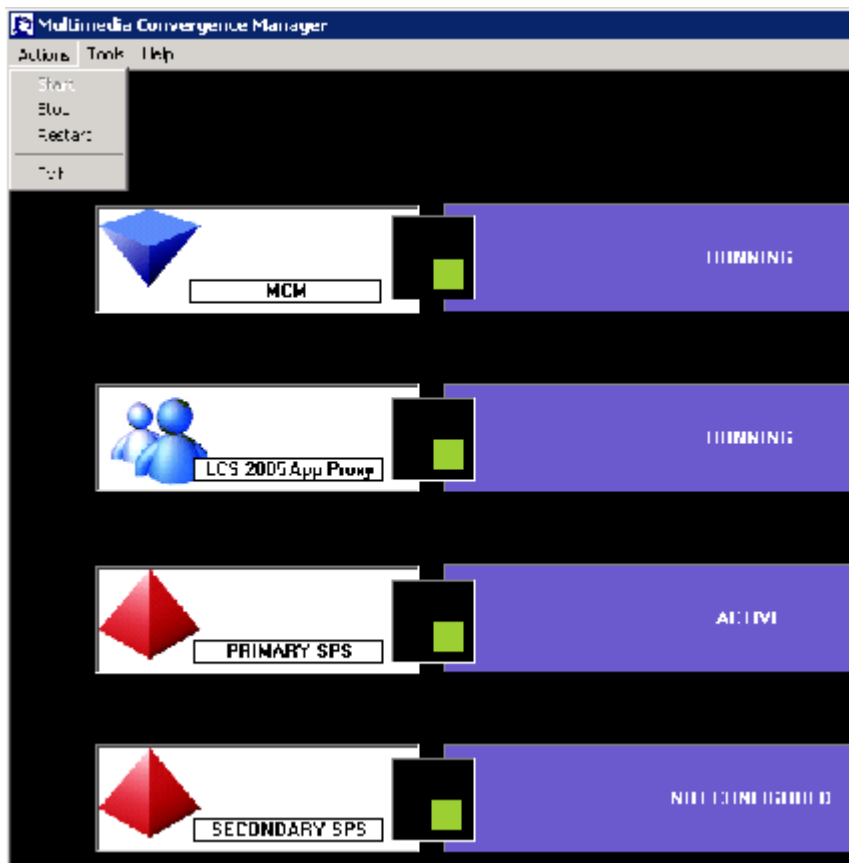 Multimedia Convergence Manager
Actions Tools Help
Start
Stop
Restart
Exit
MCM
RUNNING
LCS 2005 App Proxy
RUNNING
PRIMARY SPS
ACTIVE
SECONDARY SPS
NOT CONFIGURED